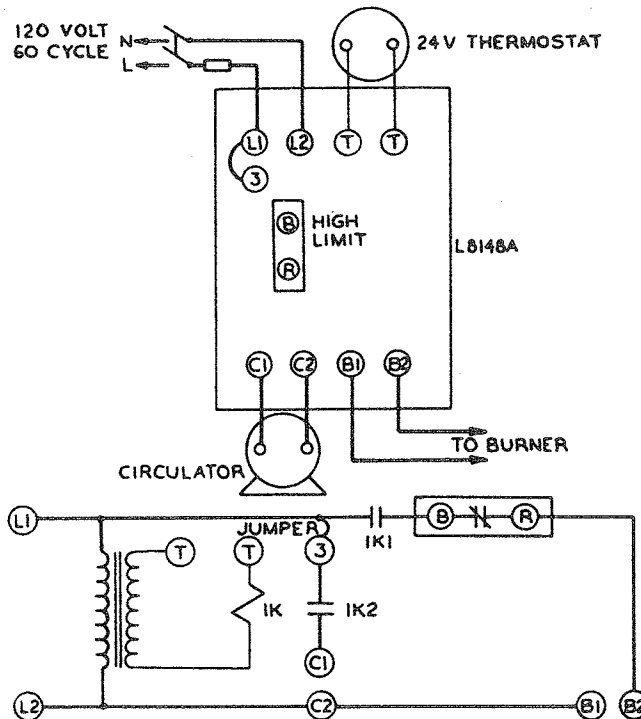 120 VOLT
60 CYCLE
N
L
24V THERMOSTAT
L1
L2
T
T
3
B
HIGH
LIMIT
R
L8148A
C1
C2
B1
B2
TO BURNER
CIRCULATOR
L1
JUMPER
1K1
B
R
T
T
3
1K
1K2
C1
L2
C2
B1
B2